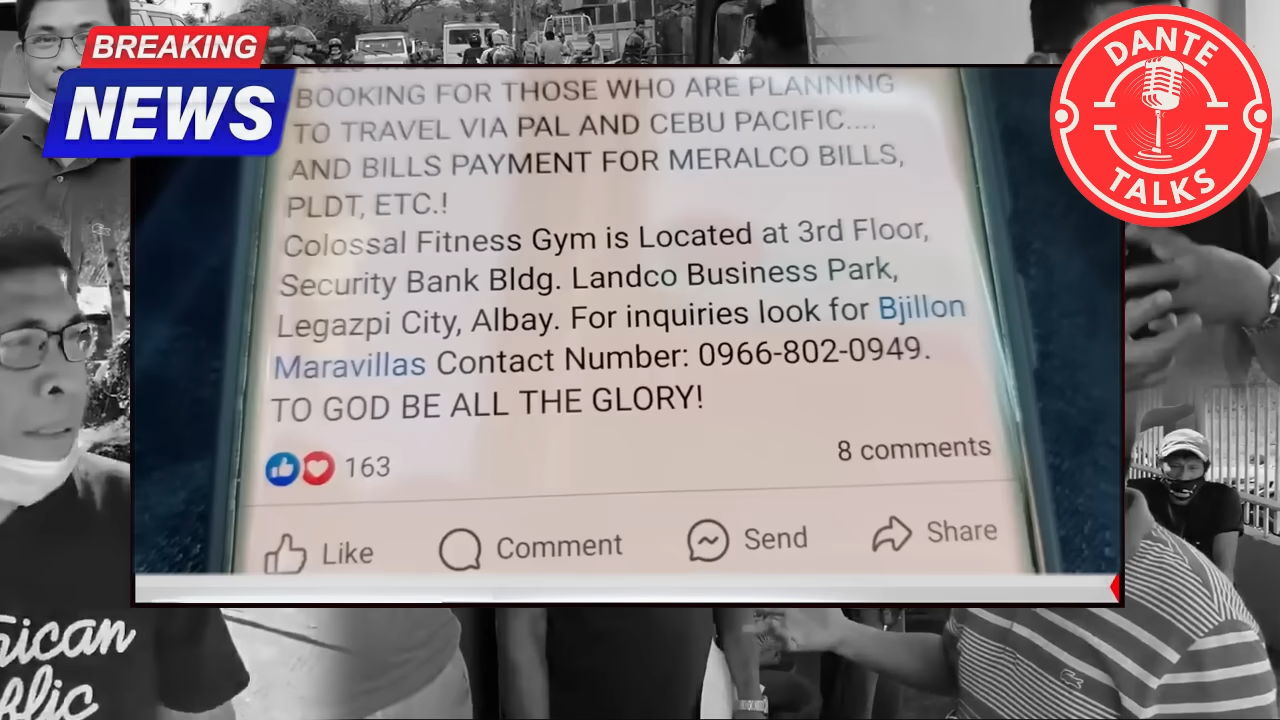 BREAKING
NEWS
DANTE
TALKS
BOOKING FOR THOSE WHO ARE PLANNING
TO TRAVEL VIA PAL AND CEBU PACIFIC....
AND BILLS PAYMENT FOR MERALCO BILLS,
PLDT, ETC.!
Colossal Fitness Gym is Located at 3rd Floor,
Security Bank Bldg. Landco Business Park,
Legazpi City, Albay. For inquiries look for Bjillon
Maravillas Contact Number: 0966-802-0949.
TO GOD BE ALL THE GLORY!
163
8 comments
Like
Comment
Send
Share